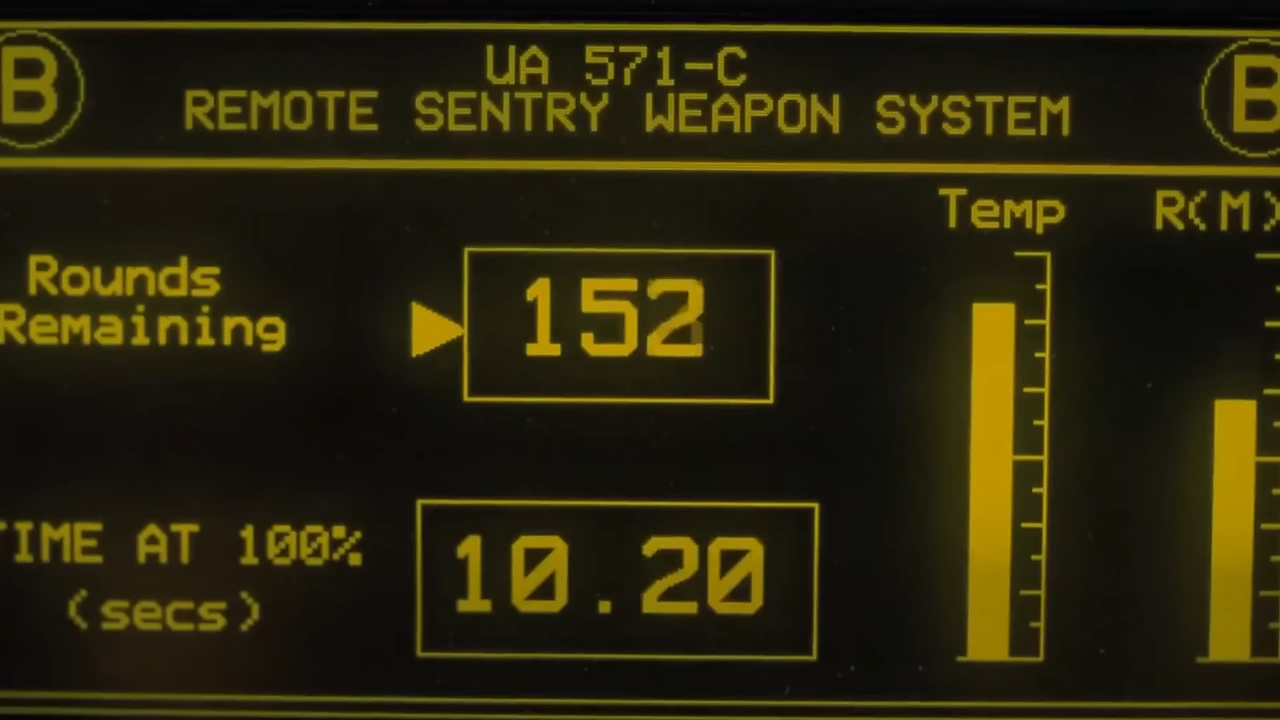 B
UA 571-C
B
REMOTE SENTRY WEAPON SYSTEM
Temp
R(M)
Rounds
Remaining
152
TIME AT 100%
(secs)
10.20